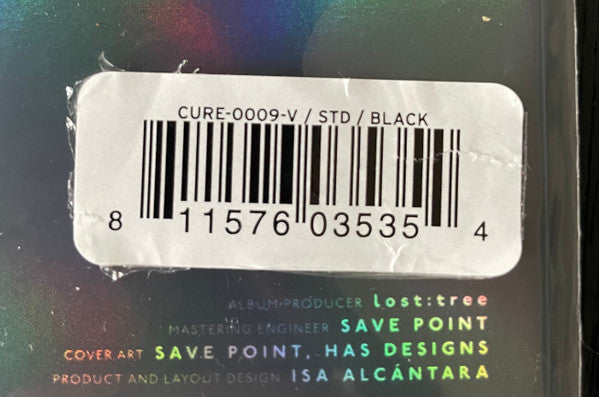 CURE-0009-V / STD / BLACK
8 11576 03535 4
ALBUM PRODUCER lost:tree
MASTERING ENGINEER SAVE POINT
COVER ART SAVE POINT, HAS DESIGNS
PRODUCT AND LAYOUT DESIGN ISA ALCÁNTARA